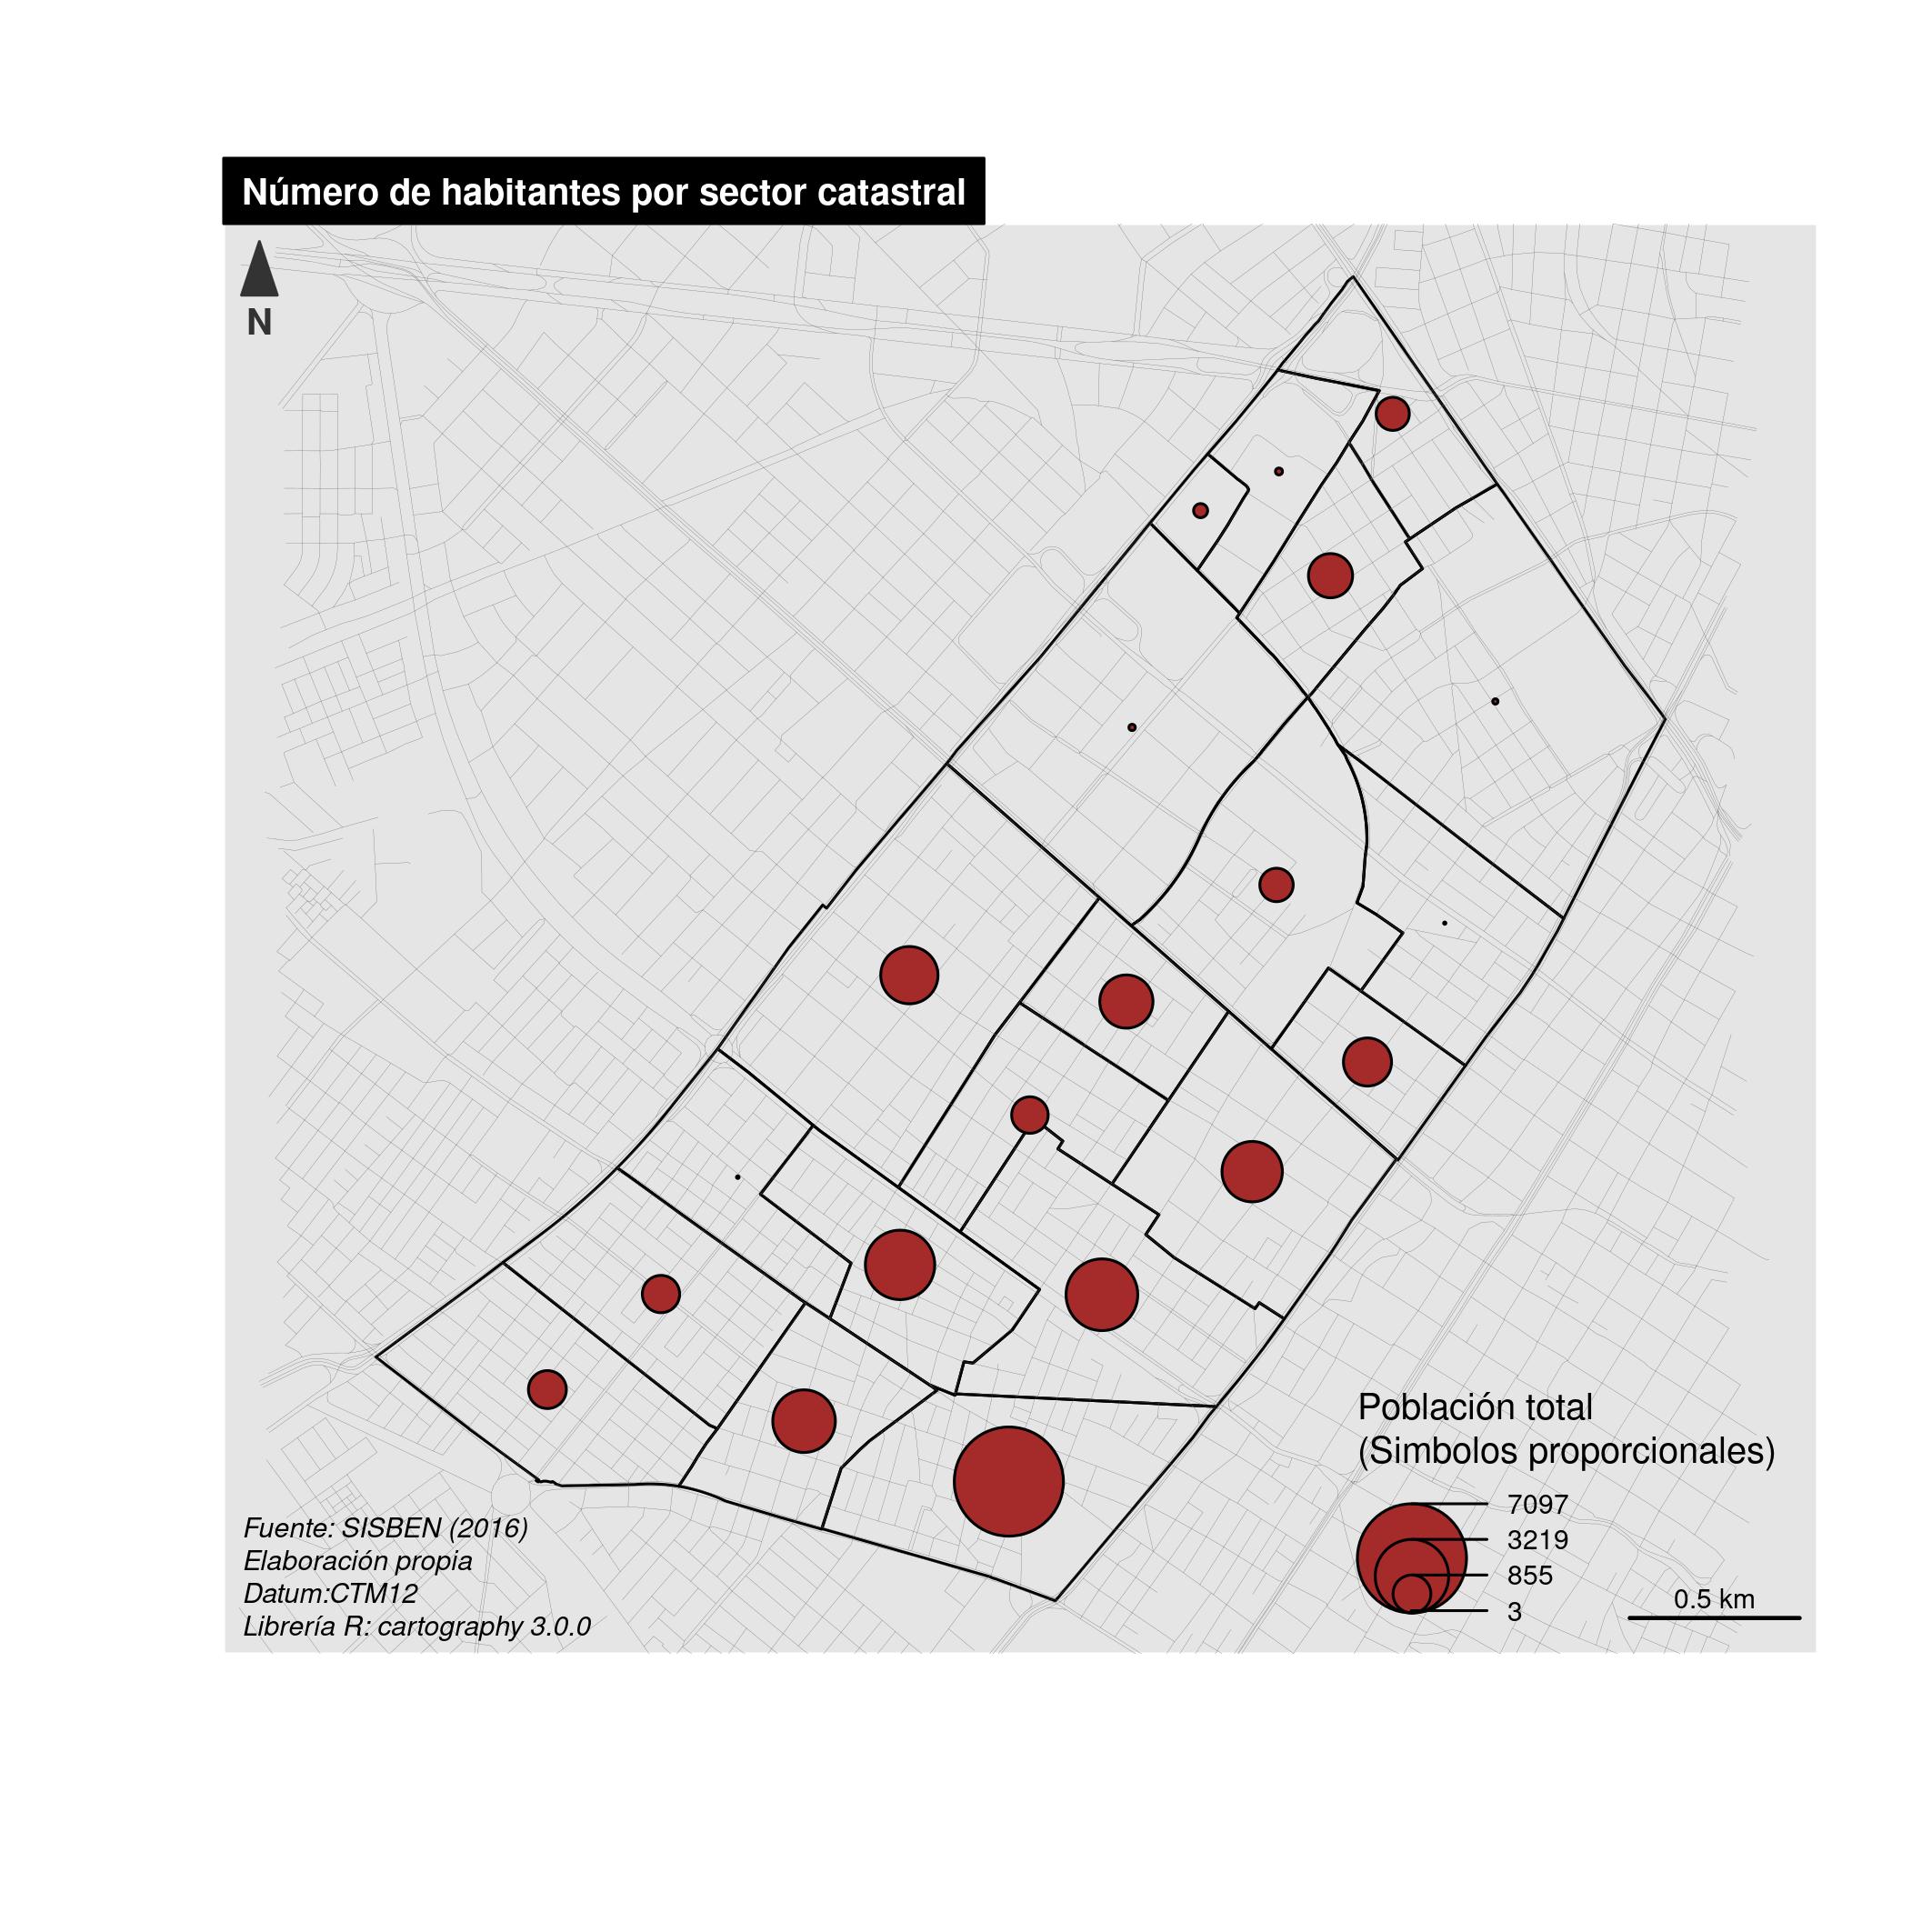 Número de habitantes por sector catastral
N
Población total
(Simbolos proporcionales)
7097
3219
855
3
0.5 km
Fuente: SISBEN (2016)
Elaboración propia
Datum:CTM12
Librería R: cartography 3.0.0